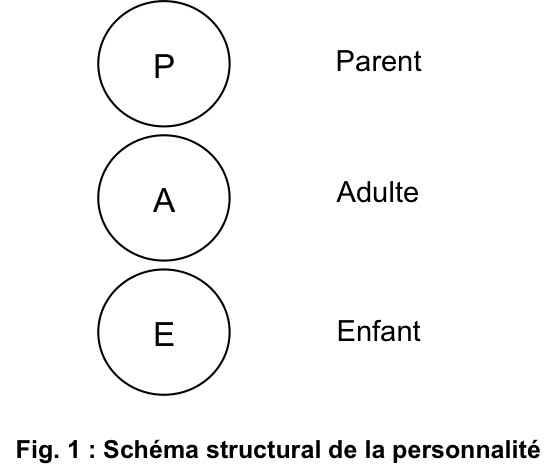 P Parent
A Adulte
E Enfant
Fig. 1 : Schéma structural de la personnalité